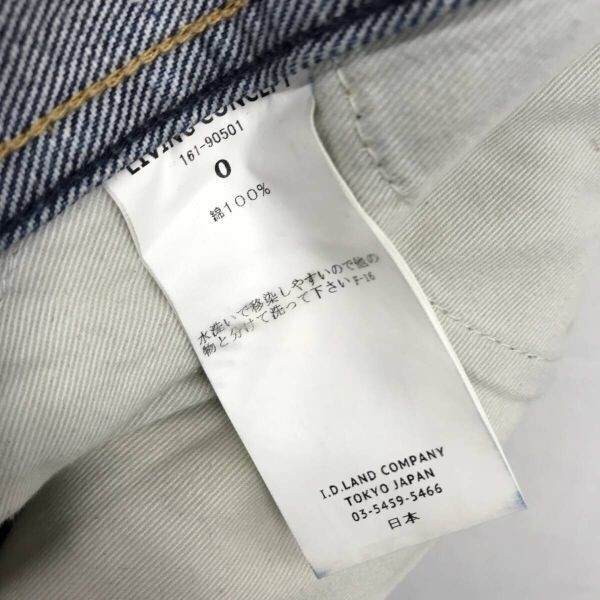 LIVING CONCEPT
161-90501
0
綿100%
水洗いで移染しやすいので他の
物と分けて洗って下さい F-16
I.D.LAND COMPANY
TOKYO JAPAN
03-5459-5466
日本